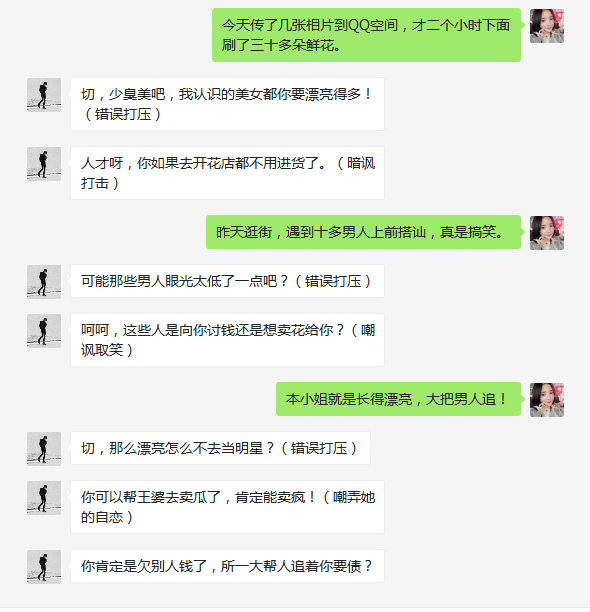 今天传了几张相片到QQ空间，才二个小时下面
刷了三十多朵鲜花。
切，少臭美吧，我认识的美女都你要漂亮得多！
（错误打压）
人才呀，你如果去开花店都不用进货了。（暗讽
打击）
昨天逛街，遇到十多男人上前搭讪，真是搞笑。
可能那些男人眼光太低了一点吧？（错误打压）
呵呵，这些人是向你讨钱还是想卖花给你？（嘲
讽取笑）
本小姐就是长得漂亮，大把男人追！
切，那么漂亮怎么不去当明星？（错误打压）
你可以帮王婆去卖瓜了，肯定能卖疯！（嘲弄她
的自恋）
你肯定是欠别人钱了，所一大帮人追着你要债？